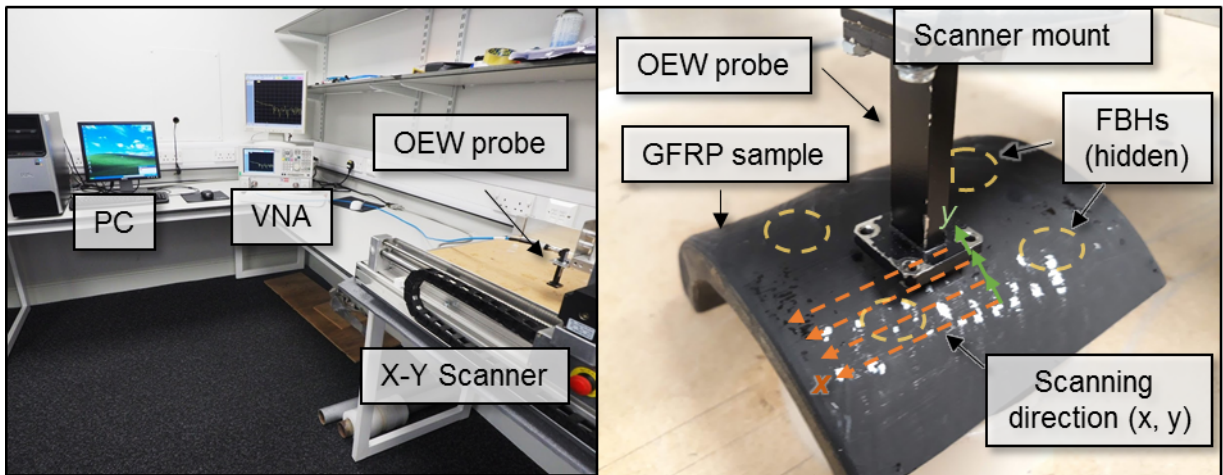 OEW probe
PC
VNA
X-Y Scanner
Scanner mount
OEW probe
GFRP sample
FBHs
(hidden)
y
x
Scanning
direction (x, y)